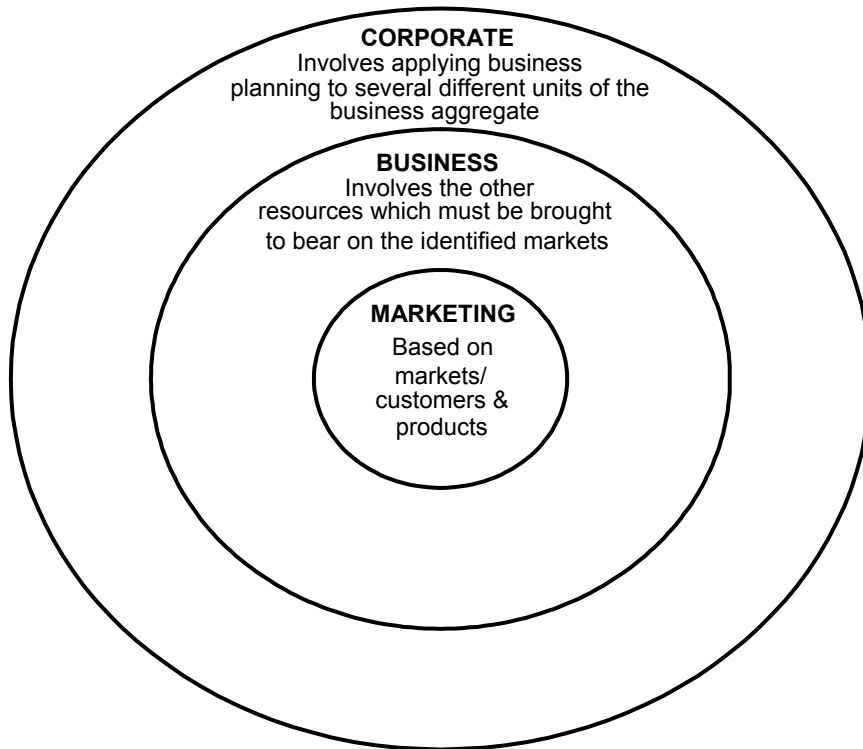 CORPORATE
Involves applying business
planning to several different units of the
business aggregate
BUSINESS
Involves the other
resources which must be brought
to bear on the identified markets
MARKETING
Based on
markets/
customers &
products